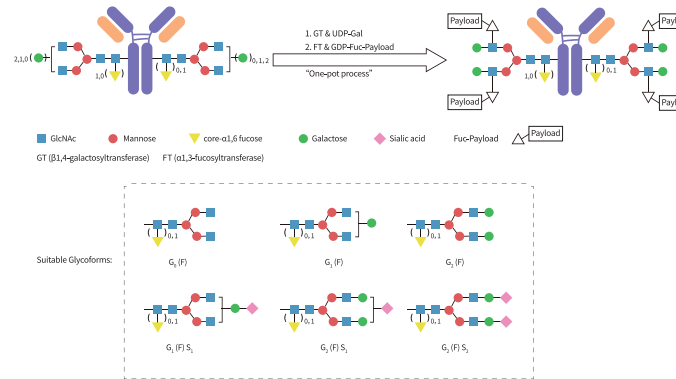 Payload
Payload
1. GT & UDP-Gal
2. FT & GDP-Fuc-Payload
2,1,0 ( ) ( ) 0,1,2
1,0 ( ) ( ) 0,1
"One-pot process"
1,0 ( ) ( ) 0,1
Payload
Payload
GlcNAc Mannose core-α1,6 fucose Galactose Sialic acid Fuc-Payload Payload
GT (β1,4-galactosyltransferase) FT (α1,3-fucosyltransferase)
( ) 0,1 ( ) 0,1 ( ) 0,1
Suitable Glycoforms:
G0 (F) G1 (F) G2 (F)
( ) 0,1 ( ) 0,1 ( ) 0,1
G1 (F) S1 G2 (F) S1 G2 (F) S2